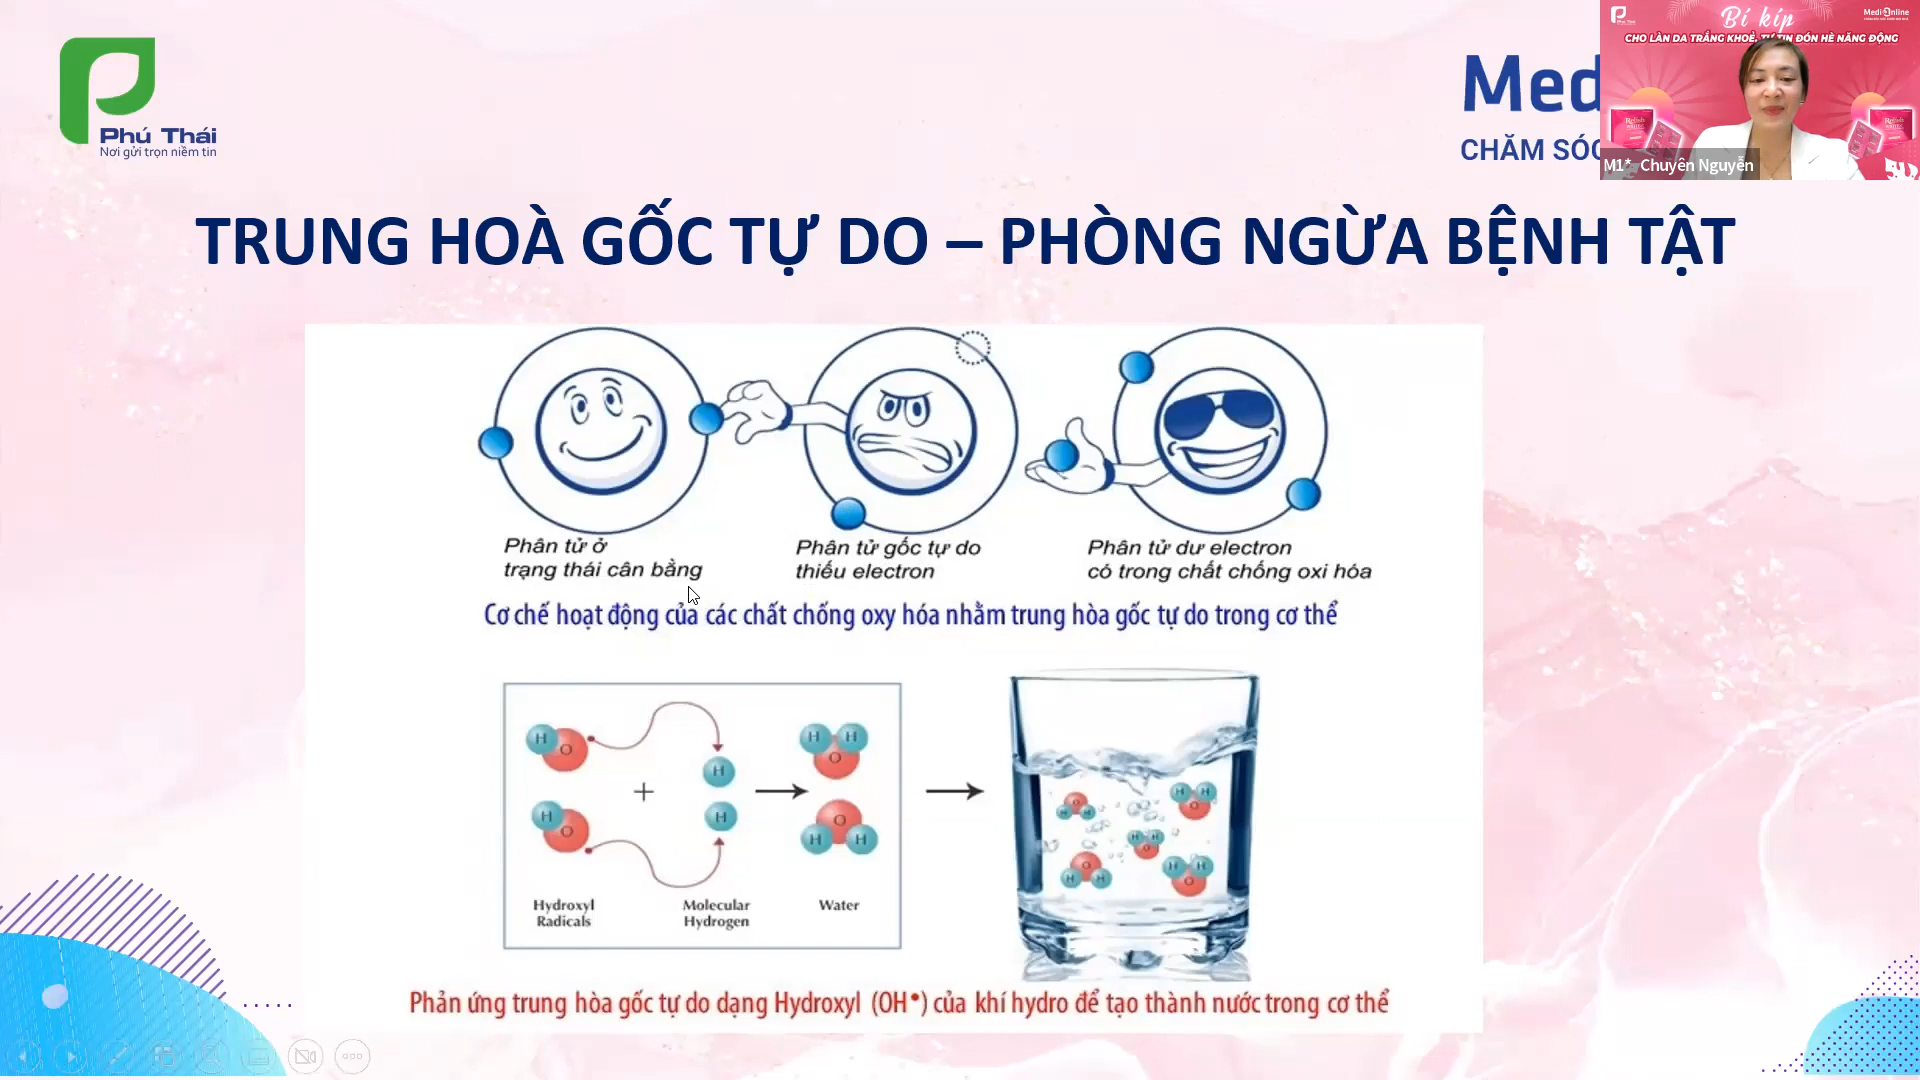 Phú Thái
Nơi gửi trọn niềm tin
Med
CHĂM SÓC
Bí kíp
CHO LÀN DA TRẮNG KHOẺ, TỰ TIN ĐÓN HÈ NĂNG ĐỘNG
M1*_Chuyên Nguyễn
TRUNG HOÀ GỐC TỰ DO – PHÒNG NGỪA BỆNH TẬT
Phân tử ở
trạng thái cân bằng
Phân tử gốc tự do
thiếu electron
Phân tử dư electron
có trong chất chống oxi hóa
Cơ chế hoạt động của các chất chống oxy hóa nhằm trung hòa gốc tự do trong cơ thể
H O
H O
+
H
H
H H O
O H H
Hydroxyl
Radicals
Molecular
Hydrogen
Water
Phản ứng trung hòa gốc tự do dạng Hydroxyl (OH•) của khí hydro để tạo thành nước trong cơ thể